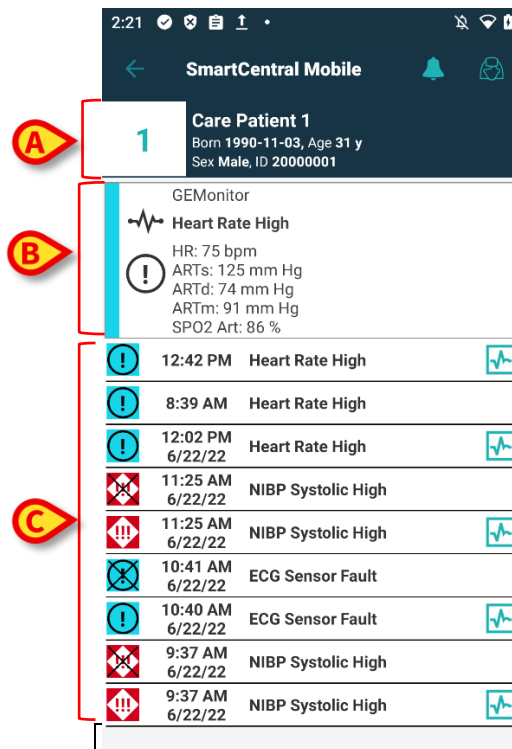 2:21
SmartCentral Mobile
A
1
Care Patient 1
Born 1990-11-03, Age 31 y
Sex Male, ID 20000001
B
GEMonitor
Heart Rate High
HR: 75 bpm
ARTs: 125 mm Hg
ARTd: 74 mm Hg
ARTm: 91 mm Hg
SPO2 Art: 86 %
C
12:42 PM Heart Rate High
8:39 AM Heart Rate High
12:02 PM
6/22/22 Heart Rate High
11:25 AM
6/22/22 NIBP Systolic High
11:25 AM
6/22/22 NIBP Systolic High
10:41 AM
6/22/22 ECG Sensor Fault
10:40 AM
6/22/22 ECG Sensor Fault
9:37 AM
6/22/22 NIBP Systolic High
9:37 AM
6/22/22 NIBP Systolic High